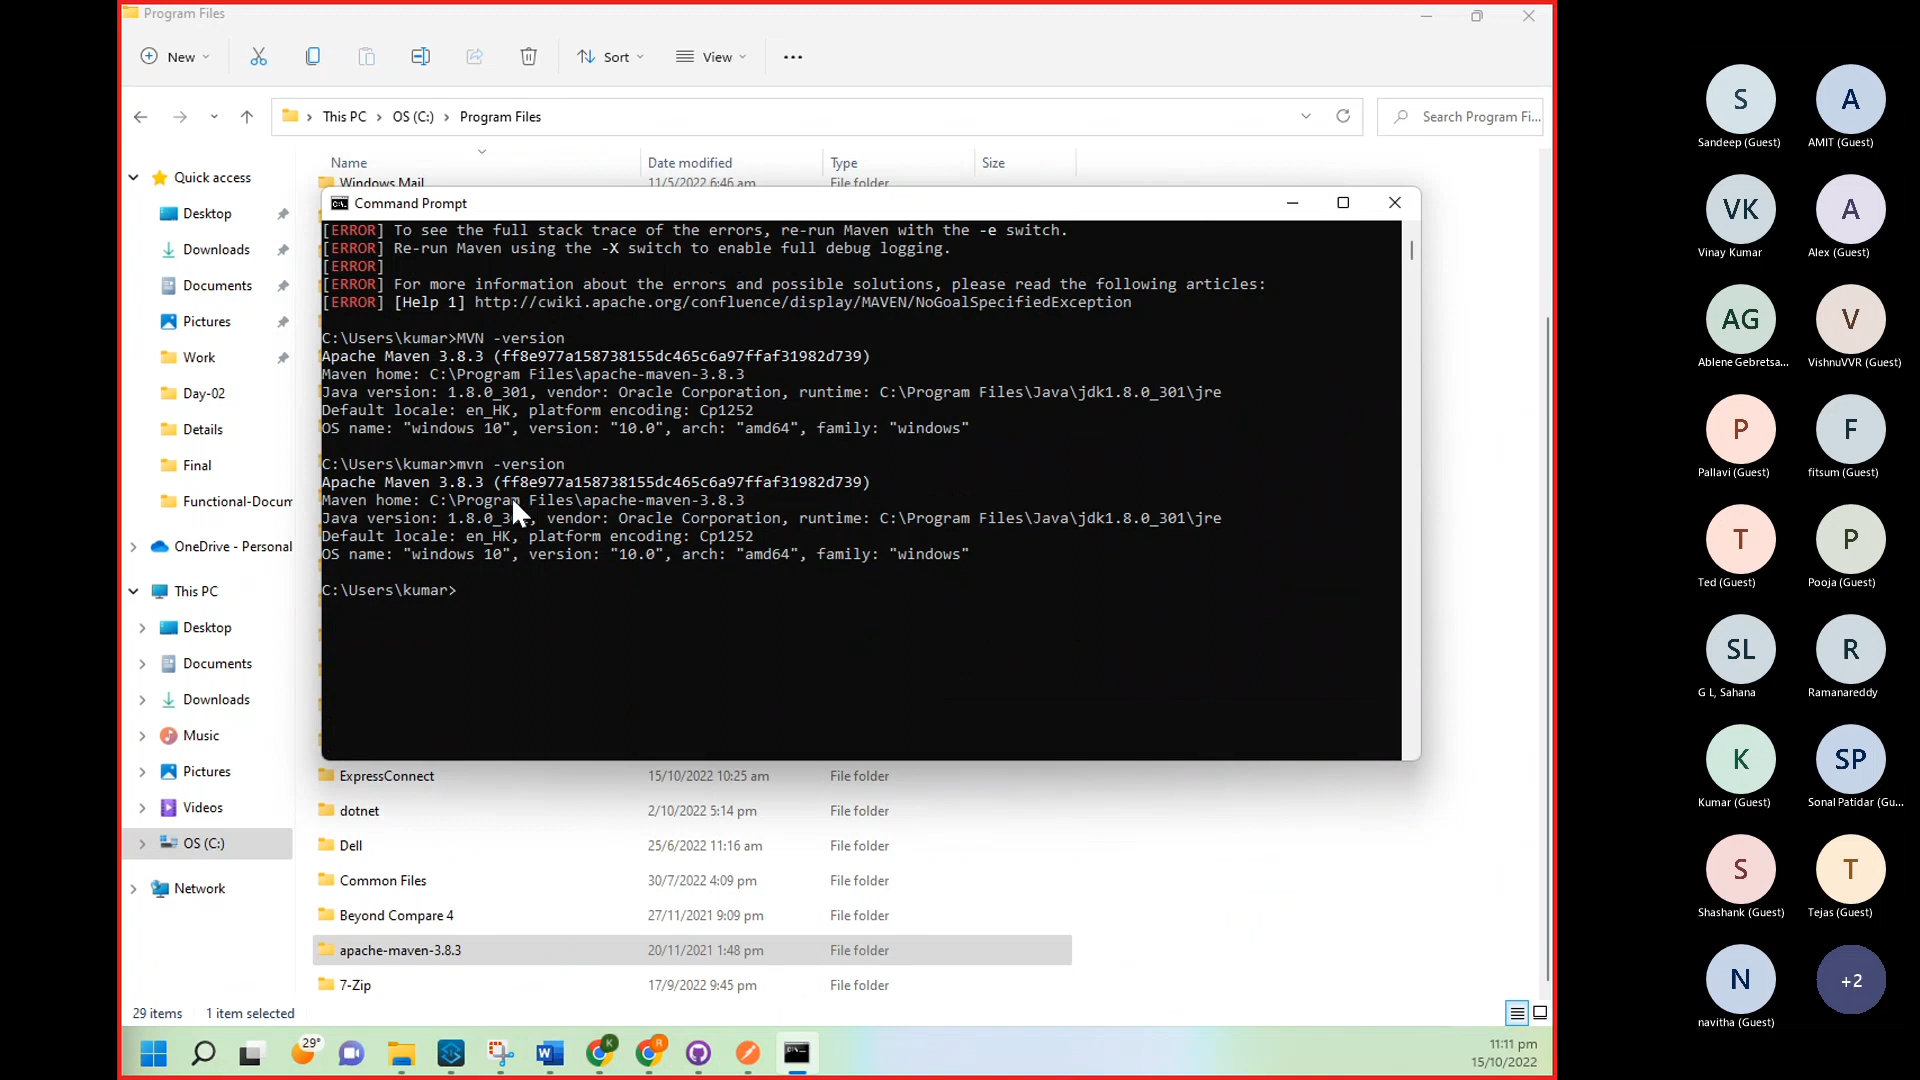 Program Files
New
Sort
View
This PC
OS (C:)
Program Files
Search Program Fi...
Name
Date modified
Type
Size
Quick access
Desktop
Downloads
Documents
Pictures
Work
Day-02
Details
Final
Functional-Docum
OneDrive - Personal
This PC
Desktop
Documents
Downloads
Music
Pictures
Videos
OS (C:)
Network
Windows Mail 11/5/2022 6:46 am File folder
Command Prompt
[ERROR] To see the full stack trace of the errors, re-run Maven with the -e switch.
[ERROR] Re-run Maven using the -X switch to enable full debug logging.
[ERROR]
[ERROR] For more information about the errors and possible solutions, please read the following articles:
[ERROR] [Help 1] http://cwiki.apache.org/confluence/display/MAVEN/NoGoalSpecifiedException
C:\Users\kumar>MVN -version
Apache Maven 3.8.3 (ff8e977a158738155dc465c6a97ffaf31982d739)
Maven home: C:\Program Files\apache-maven-3.8.3
Java version: 1.8.0_301, vendor: Oracle Corporation, runtime: C:\Program Files\Java\jdk1.8.0_301\jre
Default locale: en_HK, platform encoding: Cp1252
OS name: "windows 10", version: "10.0", arch: "amd64", family: "windows"
C:\Users\kumar>mvn -version
Apache Maven 3.8.3 (ff8e977a158738155dc465c6a97ffaf31982d739)
Maven home: C:\Program Files\apache-maven-3.8.3
Java version: 1.8.0_301, vendor: Oracle Corporation, runtime: C:\Program Files\Java\jdk1.8.0_301\jre
Default locale: en_HK, platform encoding: Cp1252
OS name: "windows 10", version: "10.0", arch: "amd64", family: "windows"
C:\Users\kumar>
ExpressConnect 15/10/2022 10:25 am File folder
dotnet 2/10/2022 5:14 pm File folder
Dell 25/6/2022 11:16 am File folder
Common Files 30/7/2022 4:09 pm File folder
Beyond Compare 4 27/11/2021 9:09 pm File folder
apache-maven-3.8.3 20/11/2021 1:48 pm File folder
7-Zip 17/9/2022 9:45 pm File folder
29 items 1 item selected
29°
K
R
11:11 pm
15/10/2022
S
Sandeep (Guest)
A
AMIT (Guest)
VK
Vinay Kumar
A
Alex (Guest)
AG
Ablene Gebretsa...
V
VishnuVVR (Guest)
P
Pallavi (Guest)
F
fitsum (Guest)
T
Ted (Guest)
P
Pooja (Guest)
SL
G L, Sahana
R
Ramanareddy
K
Kumar (Guest)
SP
Sonal Patidar (Gu...
S
Shashank (Guest)
T
Tejas (Guest)
N
navitha (Guest)
+2